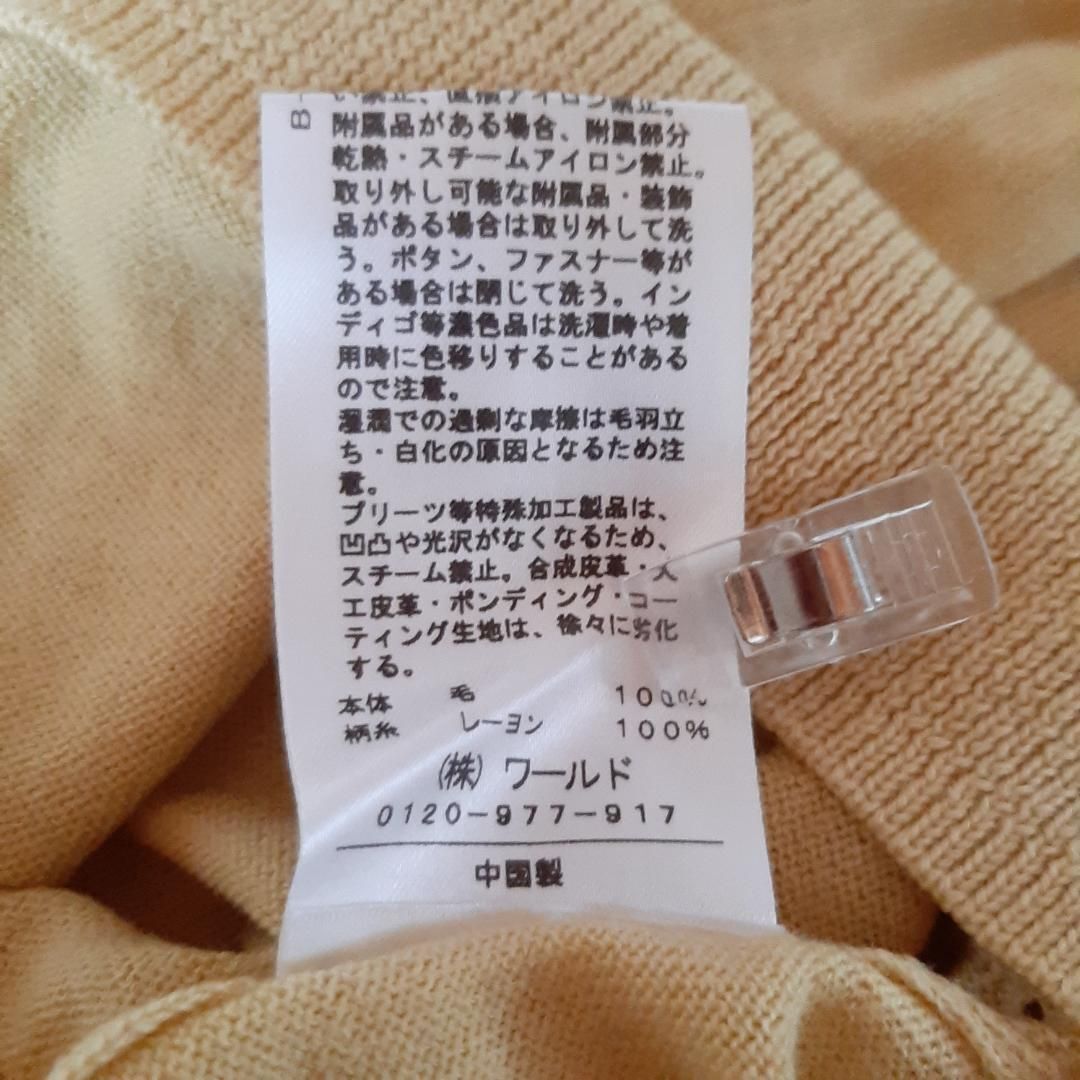 B-
い禁止、直接アイロン禁止。
附属品がある場合、附属部分
乾熱・スチームアイロン禁止。
取り外し可能な附属品・装飾
品がある場合は取り外して洗
う。ボタン、ファスナー等が
ある場合は閉じて洗う。イン
ディゴ等濃色品は洗濯時や着
用時に色移りすることがある
ので注意。
湿潤での過剰な摩擦は毛羽立
ち・白化の原因となるため注
意。
プリーツ等特殊加工製品は、
凹凸や光沢がなくなるため、
スチーム禁止。合成皮革・人
工皮革・ボンディング・コー
ティング生地は、徐々に劣化
する。
本体 毛 100%
柄糸 レーヨン 100%
(株) ワールド
0120-977-917
中国製